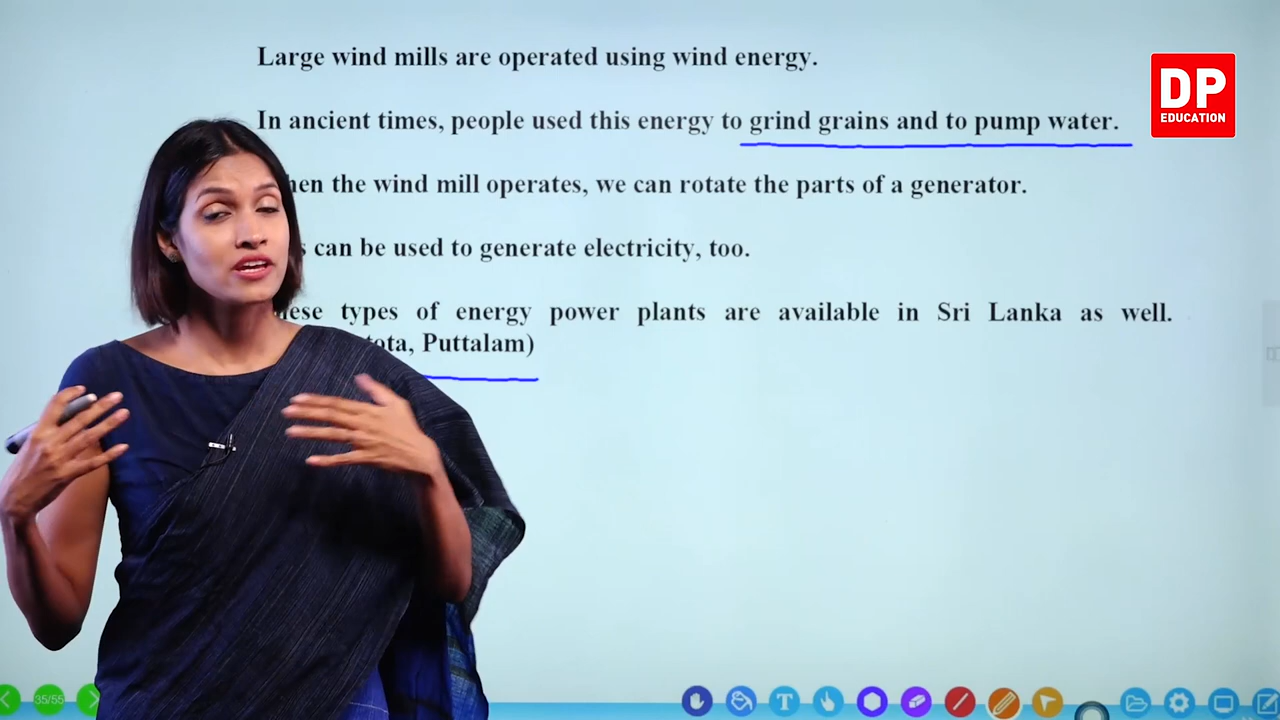 Large wind mills are operated using wind energy.
In ancient times, people used this energy to grind grains and to pump water.
the wind mill operates, we can rotate the parts of a generator.
can be used to generate electricity, too.
types of energy power plants are available in Sri Lanka as well.
Puttalam)
DP
EDUCATION
35/55
T